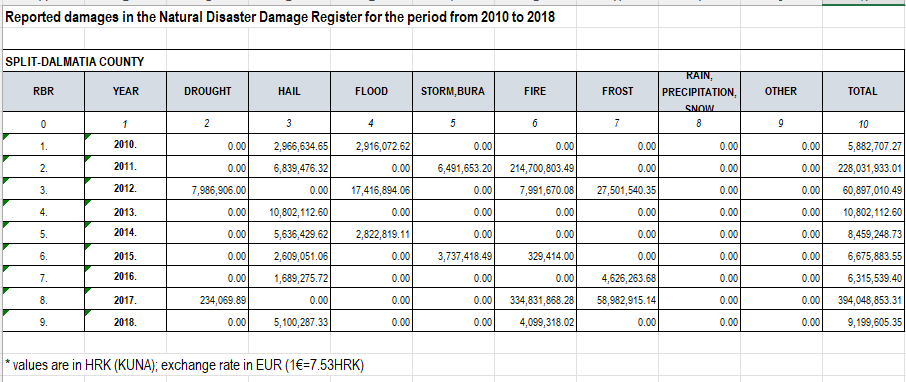 Reported damages in the Natural Disaster Damage Register for the period from 2010 to 2018
SPLIT-DALMATIA COUNTY
RBR YEAR DROUGHT HAIL FLOOD STORM,BURA FIRE FROST RAIN, PRECIPITATION, SNOW OTHER TOTAL
0 1 2 3 4 5 6 7 8 9 10
1. 2010. 0.00 2,966,634.65 2,916,072.62 0.00 0.00 0.00 0.00 0.00 5,882,707.27
2. 2011. 0.00 6,839,476.32 0.00 6,491,653.20 214,700,803.49 0.00 0.00 0.00 228,031,933.01
3. 2012. 7,986,906.00 0.00 17,416,894.06 0.00 7,991,670.08 27,501,540.35 0.00 0.00 60,897,010.49
4. 2013. 0.00 10,802,112.60 0.00 0.00 0.00 0.00 0.00 0.00 10,802,112.60
5. 2014. 0.00 5,636,429.62 2,822,819.11 0.00 0.00 0.00 0.00 0.00 8,459,248.73
6. 2015. 0.00 2,609,051.06 0.00 3,737,418.49 329,414.00 0.00 0.00 0.00 6,675,883.55
7. 2016. 0.00 1,689,275.72 0.00 0.00 0.00 4,626,263.68 0.00 0.00 6,315,539.40
8. 2017. 234,069.89 0.00 0.00 0.00 334,831,868.28 58,982,915.14 0.00 0.00 394,048,853.31
9. 2018. 0.00 5,100,287.33 0.00 0.00 4,099,318.02 0.00 0.00 0.00 9,199,605.35
* values are in HRK (KUNA); exchange rate in EUR (1€=7.53HRK)